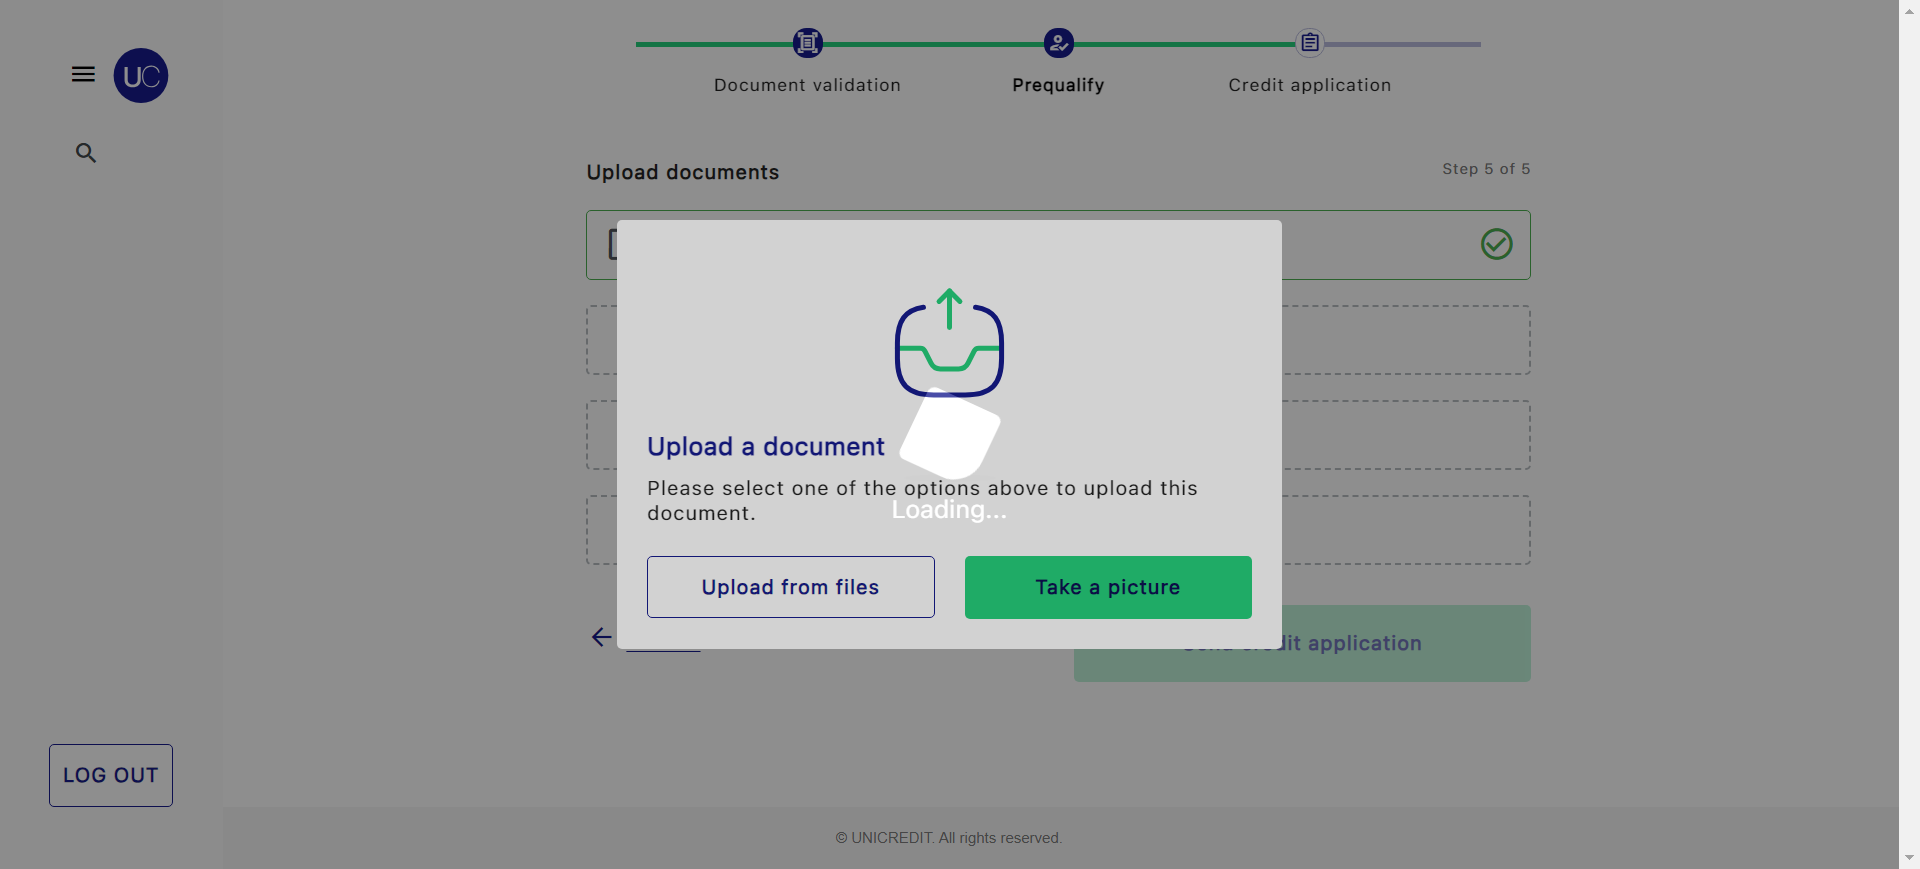 UC
Document validation
Prequalify
Credit application
Upload documents
Step 5 of 5
Upload a document
Please select one of the options above to upload this
document.
Loading...
Upload from files
Take a picture
credit application
LOG OUT
© UNICREDIT. All rights reserved.